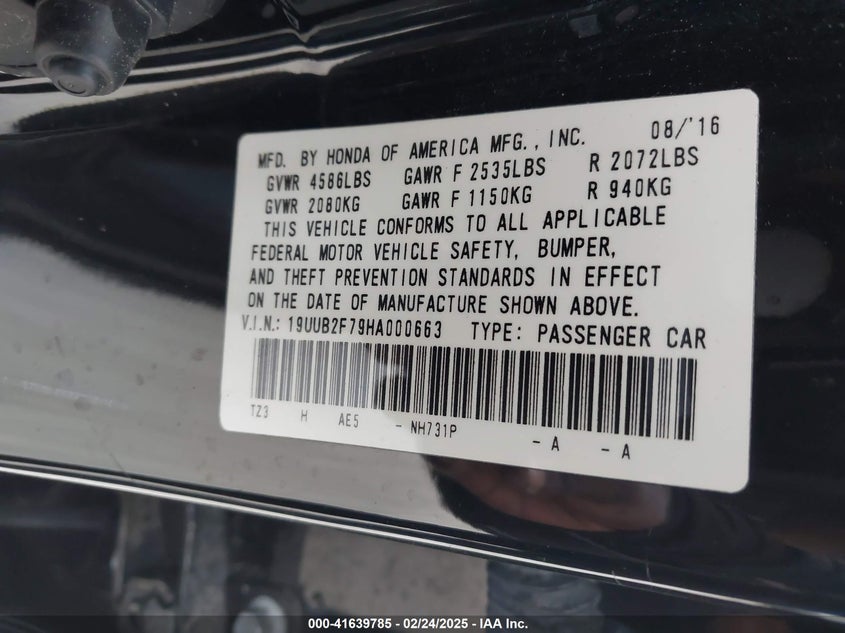 MFD. BY HONDA OF AMERICA MFG., INC. 08/'16
GVWR 4586LBS GAWR F 2535LBS R 2072LBS
GVWR 2080KG GAWR F 1150KG R 940KG
THIS VEHICLE CONFORMS TO ALL APPLICABLE
FEDERAL MOTOR VEHICLE SAFETY, BUMPER,
AND THEFT PREVENTION STANDARDS IN EFFECT
ON THE DATE OF MANUFACTURE SHOWN ABOVE.
V.I.N.: 19UUB2F79HA000663 TYPE: PASSENGER CAR
TZ3 H AE5 - NH731P - A - A
000-41639785 - 02/24/2025 - IAA Inc.